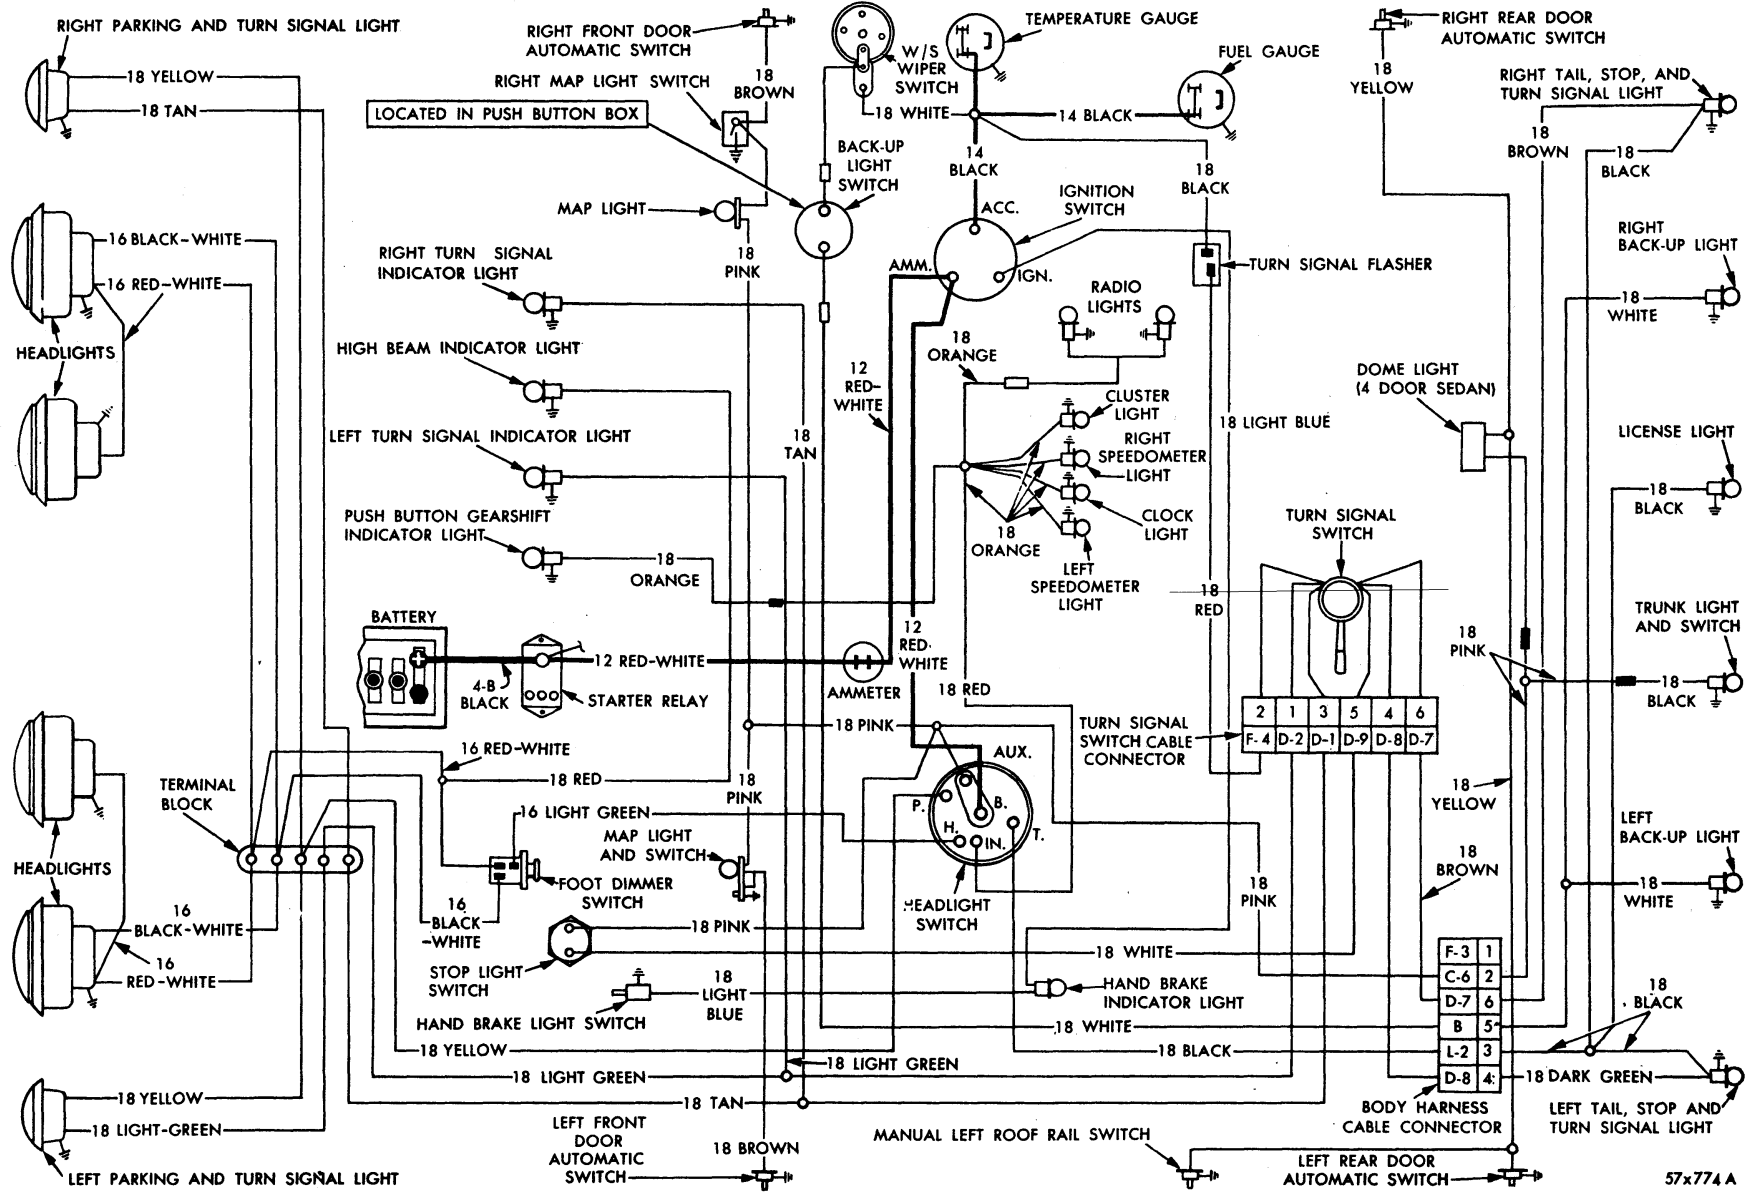 RIGHT PARKING AND TURN SIGNAL LIGHT
18 YELLOW
18 TAN
16 BLACK-WHITE
16 RED-WHITE
HEADLIGHTS
RIGHT FRONT DOOR
AUTOMATIC SWITCH
RIGHT MAP LIGHT SWITCH
LOCATED IN PUSH BUTTON BOX
18
BROWN
W/S
WIPER
SWITCH
TEMPERATURE GAUGE
FUEL GAUGE
18 WHITE
14 BLACK
14
BLACK
18
BLACK
BACK-UP
LIGHT
SWITCH
MAP LIGHT
18
PINK
ACC.
IGNITION
SWITCH
AMM.
IGN.
TURN SIGNAL FLASHER
RIGHT REAR DOOR
AUTOMATIC SWITCH
18
YELLOW
RIGHT TAIL, STOP, AND
TURN SIGNAL LIGHT
18
BROWN
18
BLACK
RIGHT
BACK-UP LIGHT
18
WHITE
RIGHT TURN SIGNAL
INDICATOR LIGHT
HIGH BEAM INDICATOR LIGHT
LEFT TURN SIGNAL INDICATOR LIGHT
PUSH BUTTON GEARSHIFT
INDICATOR LIGHT
18
ORANGE
18
TAN
12
RED-
WHITE
RADIO
LIGHTS
18
ORANGE
CLUSTER
LIGHT
RIGHT
SPEEDOMETER
LIGHT
CLOCK
LIGHT
18
ORANGE
LEFT
SPEEDOMETER
LIGHT
18 LIGHT BLUE
DOME LIGHT
(4 DOOR SEDAN)
LICENSE LIGHT
18
BLACK
TURN SIGNAL
SWITCH
18
RED
TRUNK LIGHT
AND SWITCH
18
PINK
18
BLACK
BATTERY
4-B
BLACK
12 RED-WHITE
STARTER RELAY
AMMETER
12
RED-
WHITE
18 RED
18 PINK
TURN SIGNAL
SWITCH CABLE
CONNECTOR
2 1 3 5 4 6
F-4 D-2 D-1 D-9 D-8 D-7
TERMINAL
BLOCK
16 RED-WHITE
18 RED
18
PINK
16 LIGHT GREEN
MAP LIGHT
AND SWITCH
FOOT DIMMER
SWITCH
AUX.
P.
B.
H.
IN.
T.
HEADLIGHT
SWITCH
18
YELLOW
18
BROWN
LEFT
BACK-UP LIGHT
18
WHITE
HEADLIGHTS
16
BLACK-WHITE
16
RED-WHITE
16
BLACK
-WHITE
18 PINK
18 WHITE
18
PINK
STOP LIGHT
SWITCH
18
LIGHT
BLUE
HAND BRAKE LIGHT SWITCH
HAND BRAKE
INDICATOR LIGHT
F-3 1
C-6 2
D-7 6
B 5
L-2 3
D-8 4
18
BLACK
18 WHITE
18 YELLOW
18 BLACK
18 LIGHT GREEN
18 LIGHT GREEN
18 DARK GREEN
18 TAN
18 YELLOW
18 LIGHT-GREEN
LEFT PARKING AND TURN SIGNAL LIGHT
LEFT FRONT
DOOR
AUTOMATIC
SWITCH
18 BROWN
MANUAL LEFT ROOF RAIL SWITCH
BODY HARNESS
CABLE CONNECTOR
LEFT TAIL, STOP AND
TURN SIGNAL LIGHT
LEFT REAR DOOR
AUTOMATIC SWITCH
57x774 A